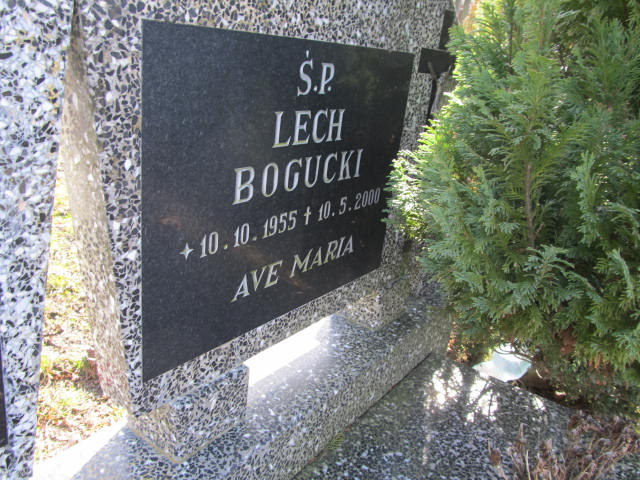 Ś.P.
LECH
BOGUCKI
✦ 10.10.1955 † 10.5.2000
AVE MARIA